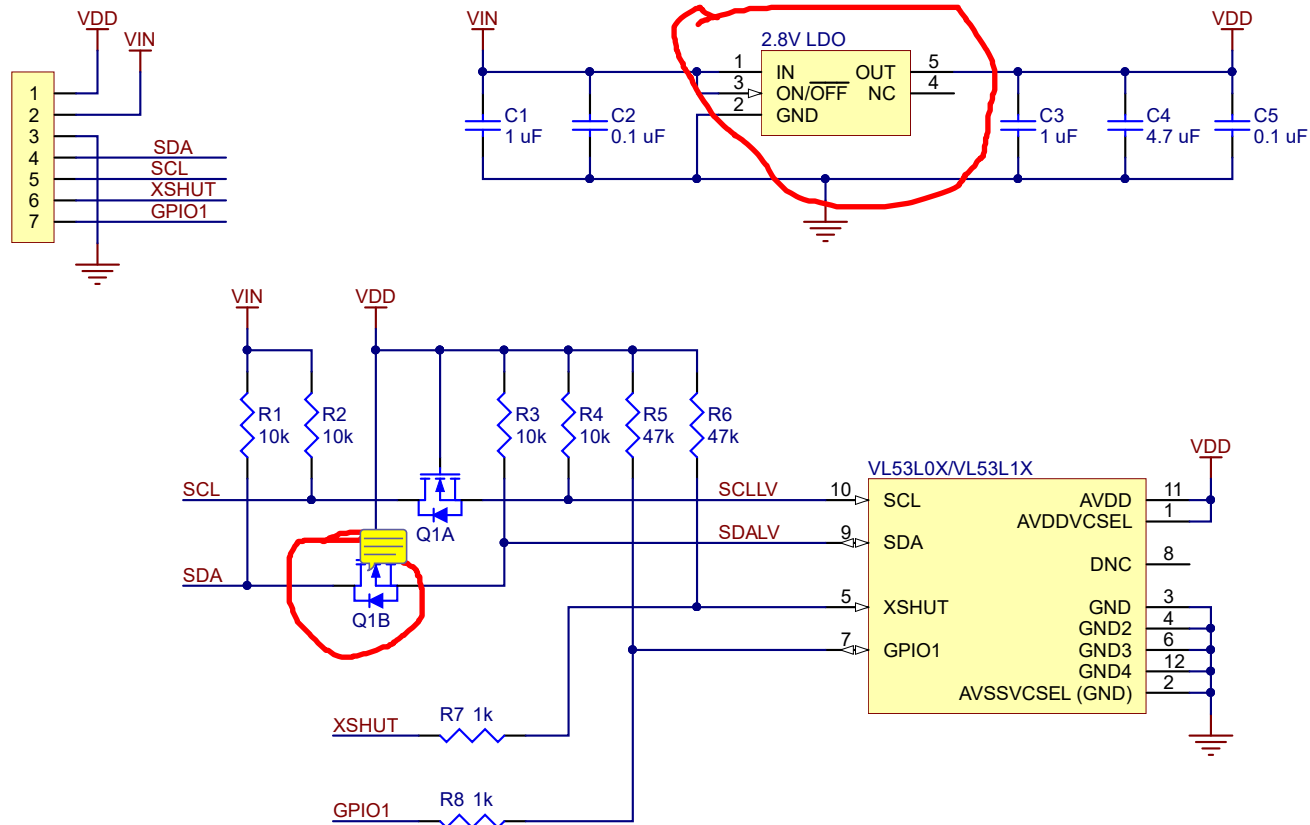 VDD
VIN
1
2
3
4 SDA
5 SCL
6 XSHUT
7 GPIO1
VIN
VDD
2.8V LDO
1 IN OUT 5
3 ON/OFF NC 4
2 GND
C1
1 uF
C2
0.1 uF
C3
1 uF
C4
4.7 uF
C5
0.1 uF
VIN
VDD
R1
10k
R2
10k
R3
10k
R4
10k
R5
47k
R6
47k
SCL
Q1A
SCLLV
SDA
Q1B
SDALV
XSHUT
R7 1k
GPIO1
R8 1k
VL53L0X/VL53L1X
VDD
10 SCL AVDD 11
AVDDVCSEL 1
9 SDA
DNC 8
5 XSHUT GND 3
GND2 4
7 GPIO1 GND3 6
GND4 12
AVSSVCSEL (GND) 2